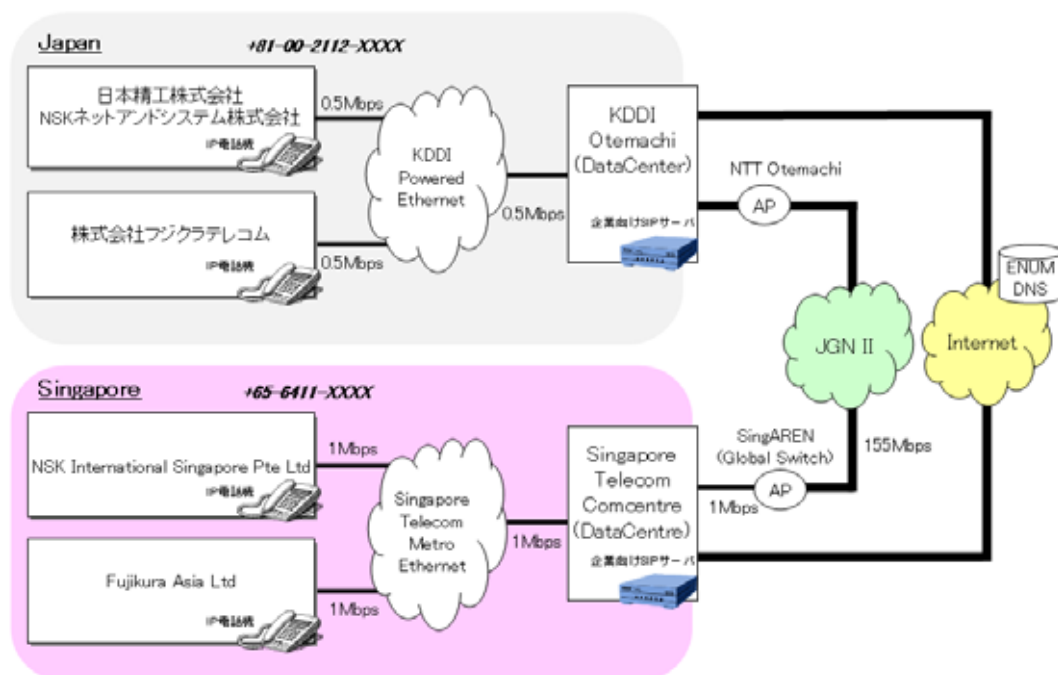 Japan
+81-00-2112-XXXX
日本精工株式会社
NSKネットアンドシステム株式会社
IP電話機
0.5Mbps
株式会社フジクラテレコム
IP電話機
0.5Mbps
KDDI
Powered
Ethernet
0.5Mbps
KDDI
Otemachi
(DataCenter)
企業向けSIPサーバ
NTT Otemachi
AP
JGN II
ENUM
DNS
Internet
155Mbps
Singapore
+65-6411-XXXX
NSK International Singapore Pte Ltd
IP電話機
1Mbps
Fujikura Asia Ltd
IP電話機
1Mbps
Singapore
Telecom
Metro
Ethernet
1Mbps
Singapore
Telecom
Comcentre
(DataCentre)
企業向けSIPサーバ
SingAREN
(Global Switch)
AP
1Mbps